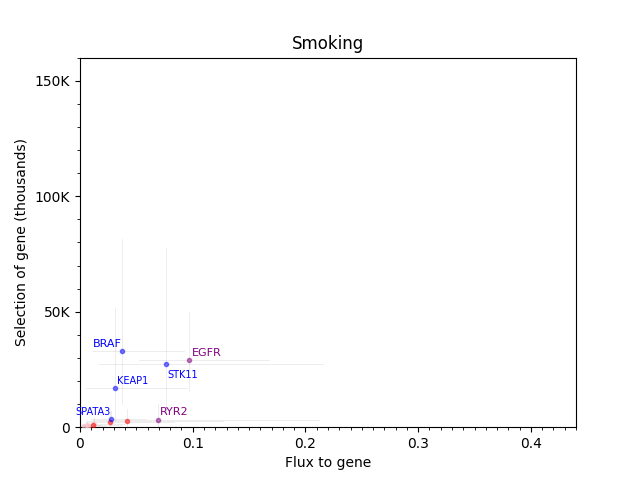 Smoking
150K
100K
50K
0
Selection of gene (thousands)
BRAF
EGFR
STK11
KEAP1
SPATA3
RYR2
0
0.1
0.2
0.3
0.4
Flux to gene